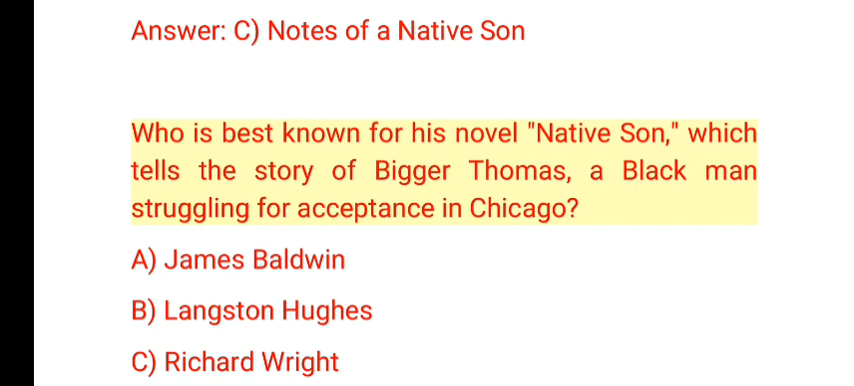 Answer: C) Notes of a Native Son
Who is best known for his novel "Native Son," which
tells the story of Bigger Thomas, a Black man
struggling for acceptance in Chicago?
A) James Baldwin
B) Langston Hughes
C) Richard Wright